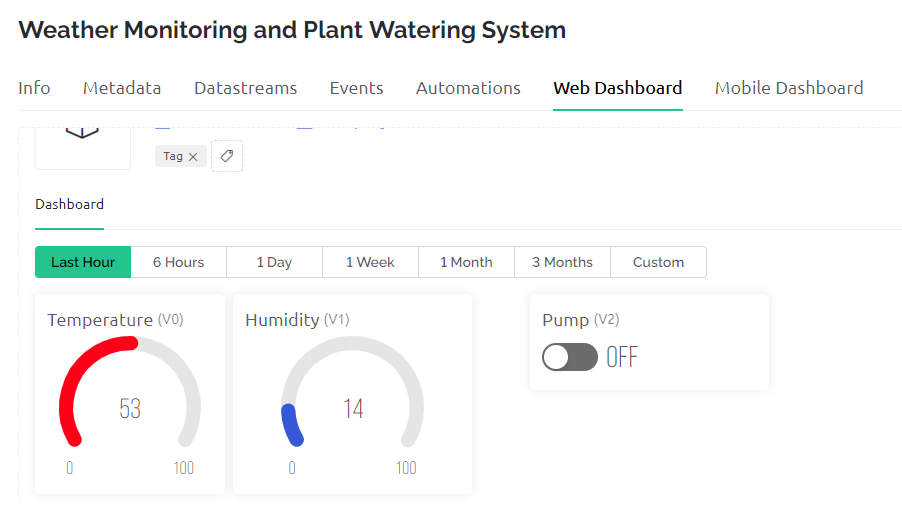 Weather Monitoring and Plant Watering System
Info Metadata Datastreams Events Automations Web Dashboard Mobile Dashboard
Tag
Dashboard
Last Hour 6 Hours 1 Day 1 Week 1 Month 3 Months Custom
Temperature (V0) Humidity (V1) Pump (V2)
OFF
53 14
0 100 0 100